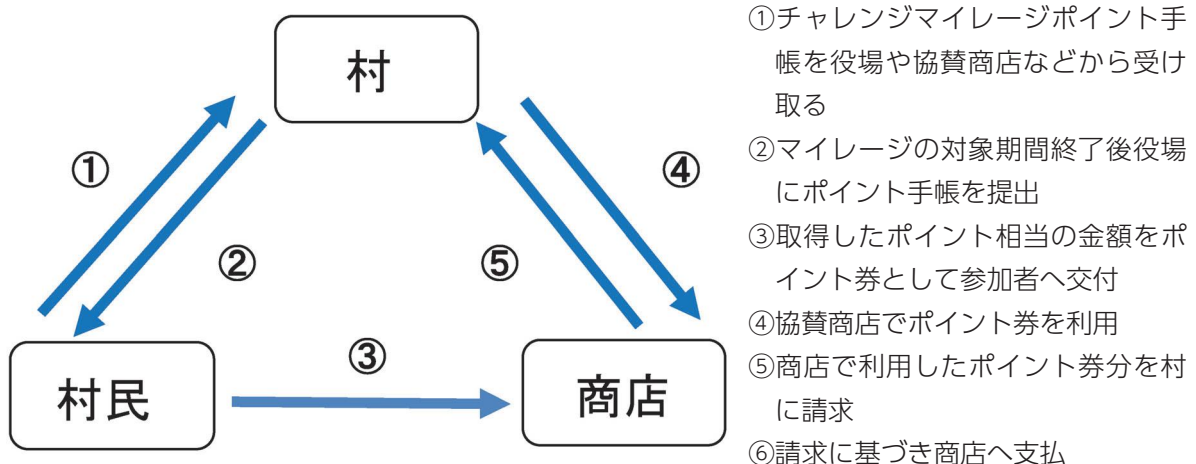 村
①
④
②
⑤
③
村民
商店
①チャレンジマイレージポイント手
帳を役場や協賛商店などから受け
取る
②マイレージの対象期間終了後役場
にポイント手帳を提出
③取得したポイント相当の金額をポ
イント券として参加者へ交付
④協賛商店でポイント券を利用
⑤商店で利用したポイント券分を村
に請求
⑥請求に基づき商店へ支払